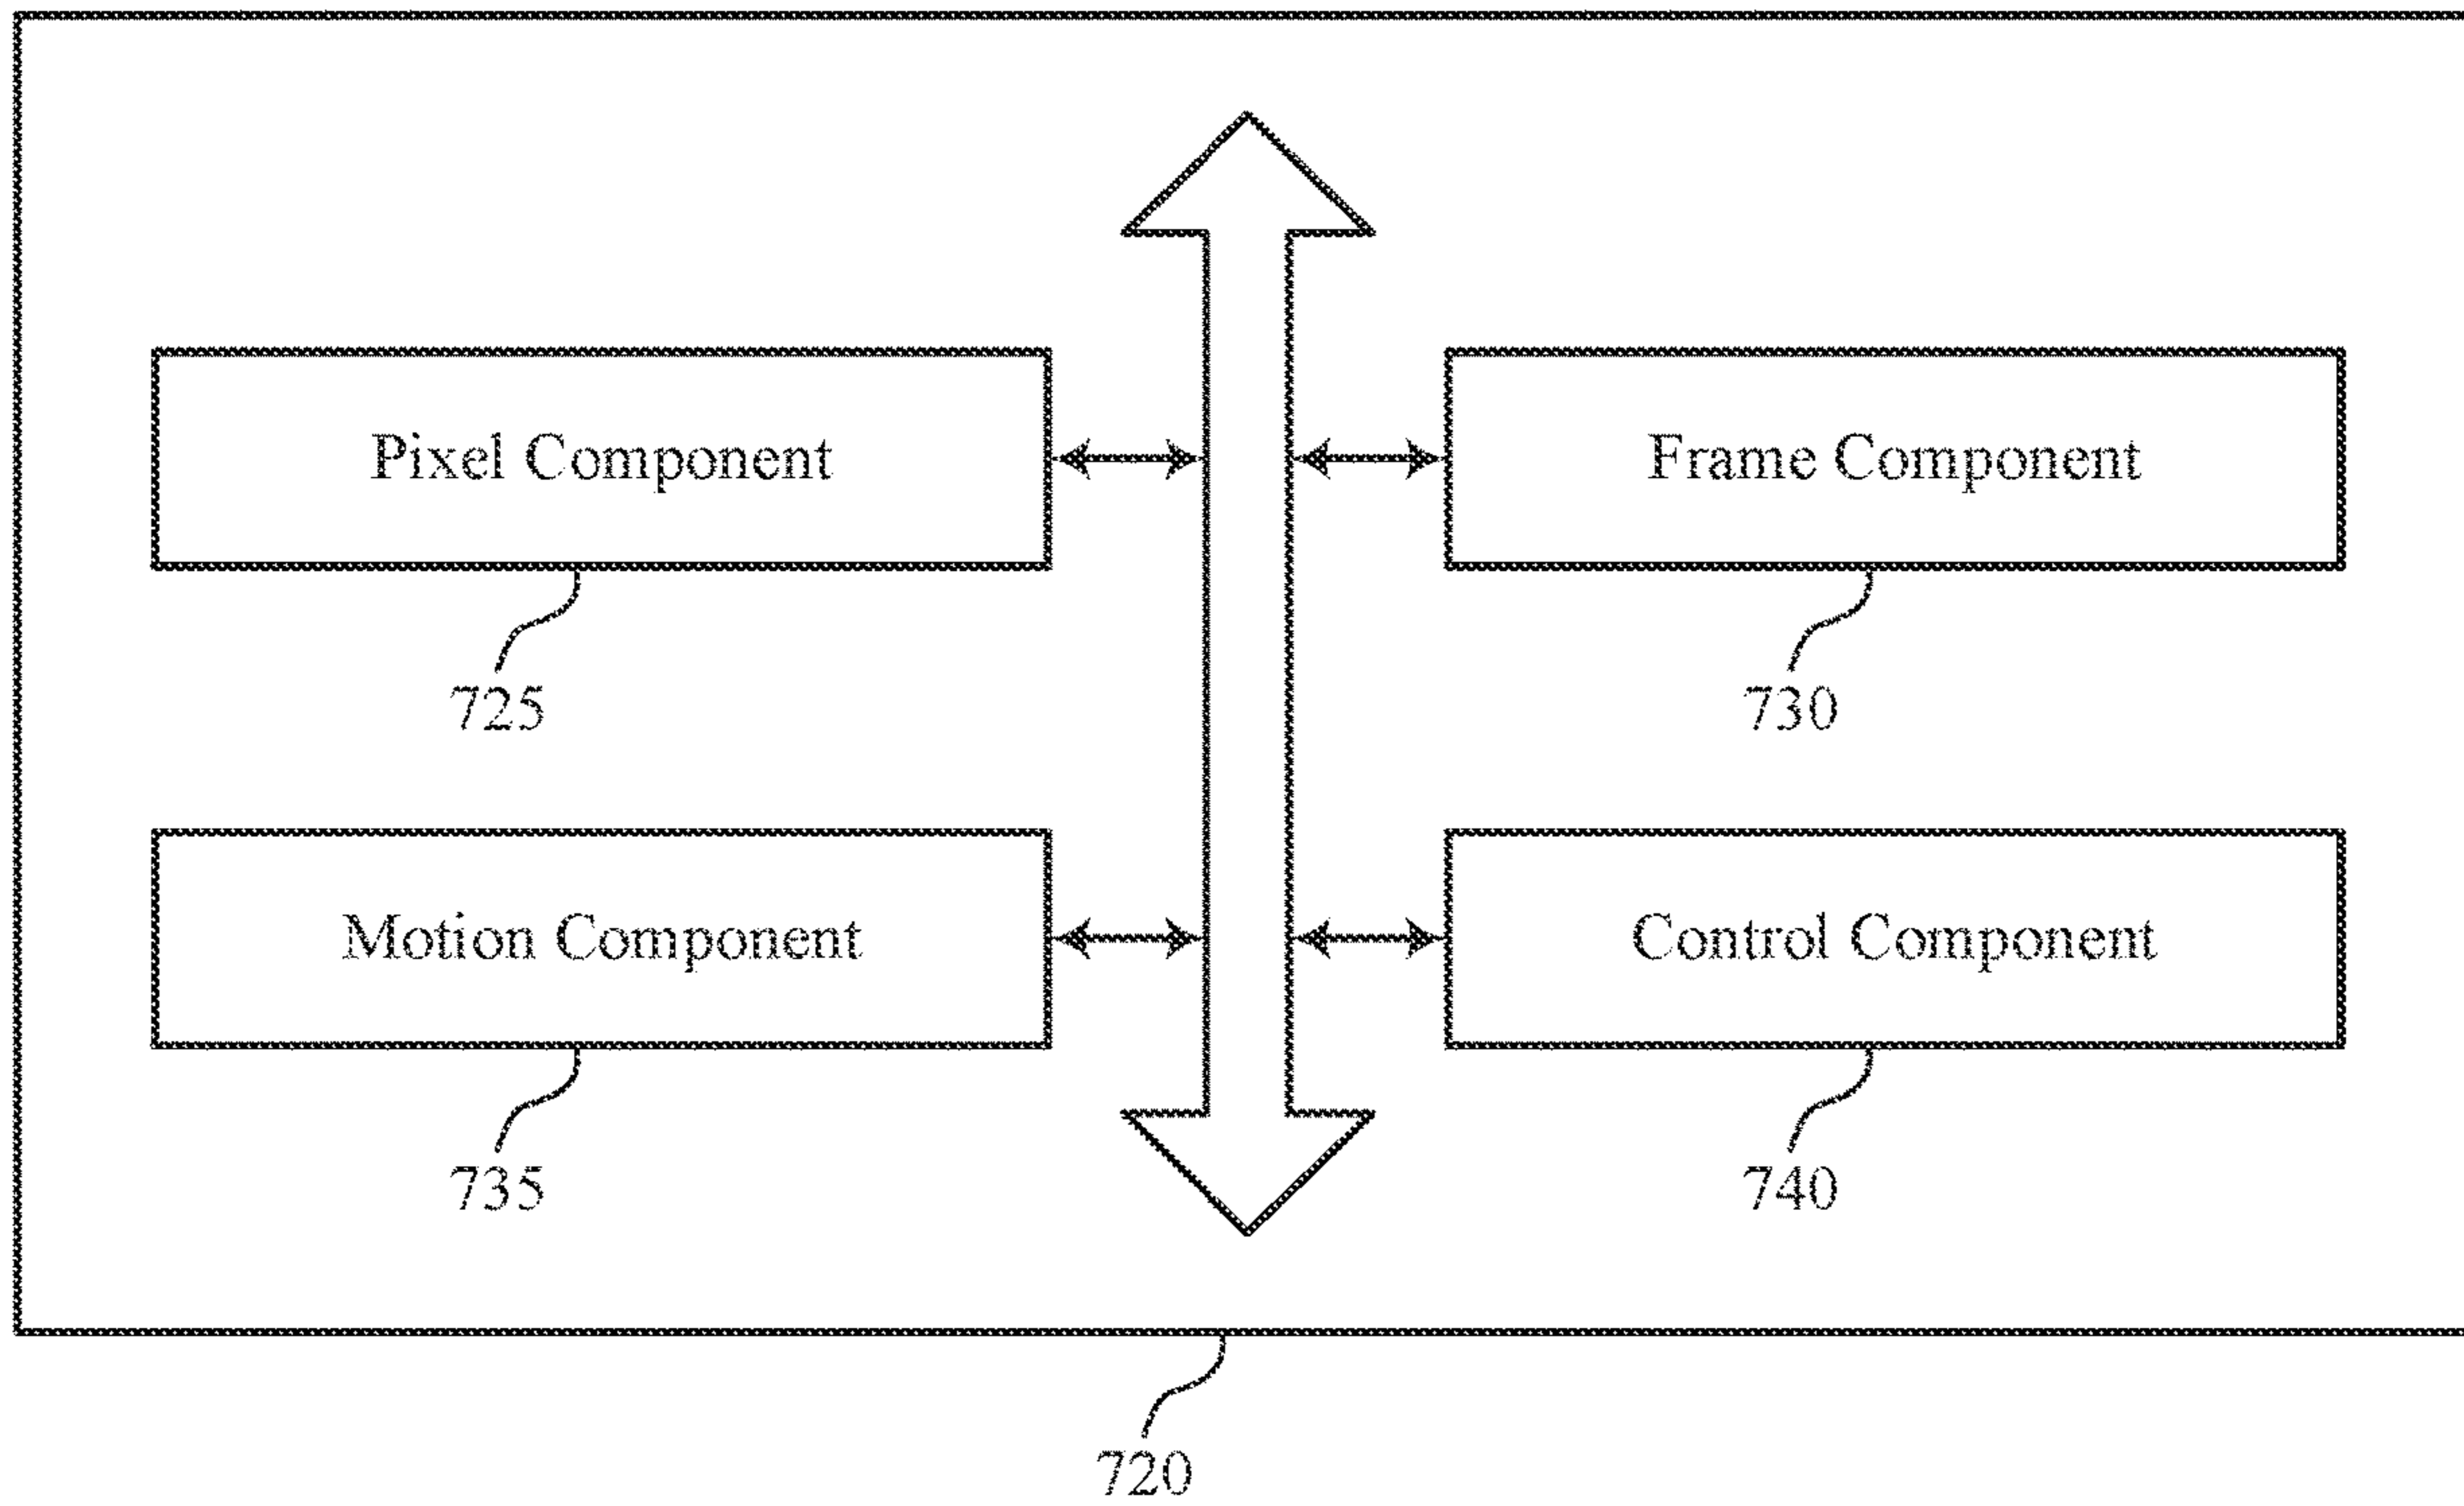 Pixel Component
Frame Component
725
730
Motion Component
Control Component
735
740
720